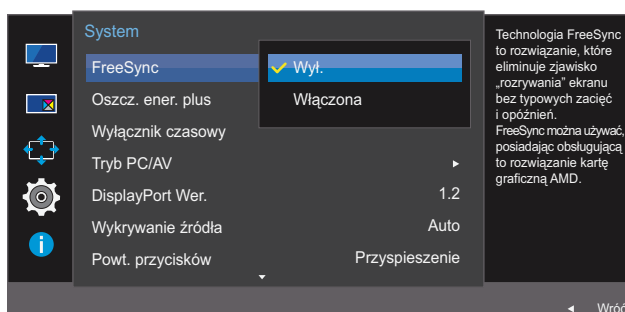 System
FreeSync
Wył.
Oszcz. ener. plus
Włączona
Wyłącznik czasowy
Tryb PC/AV
DisplayPort Wer. 1.2
Wykrywanie źródła Auto
Powt. przycisków Przyspieszenie
Technologia FreeSync
to rozwiązanie, które
eliminuje zjawisko
„rozrywania” ekranu
bez typowych zacięć
i opóźnień.
FreeSync można używać,
posiadając obsługującą
to rozwiązanie kartę
graficzną AMD.
Wróć